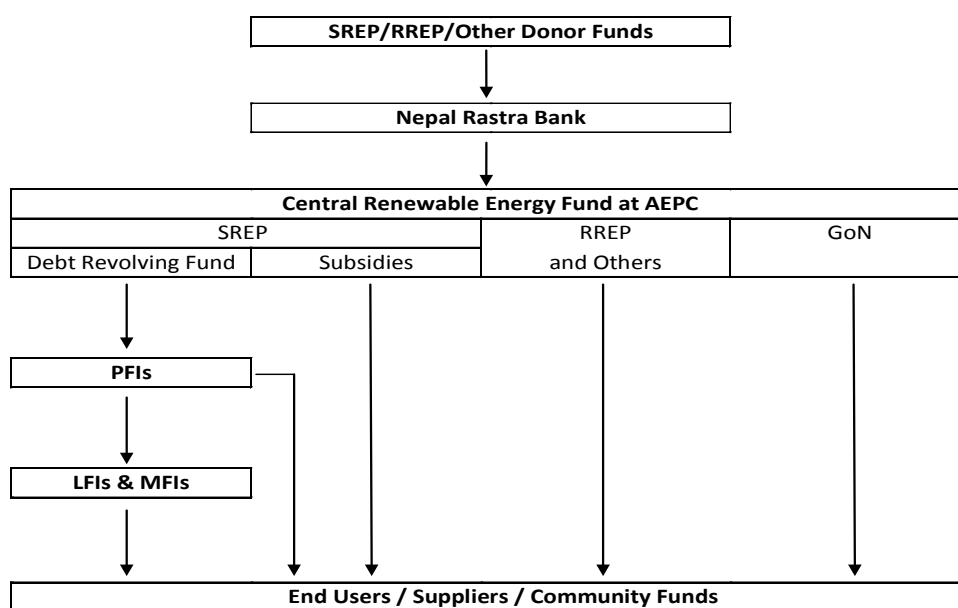 SREP/RREP/Other Donor Funds
Nepal Rastra Bank
Central Renewable Energy Fund at AEPC
SREP RREP GoN
Debt Revolving Fund Subsidies and Others
PFIs
LFIs & MFIs
End Users / Suppliers / Community Funds